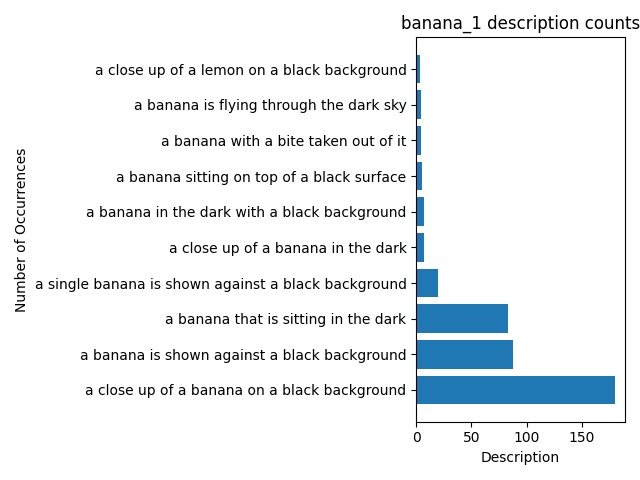 banana_1 description counts
a close up of a lemon on a black background
a banana is flying through the dark sky
a banana with a bite taken out of it
a banana sitting on top of a black surface
a banana in the dark with a black background
a close up of a banana in the dark
a single banana is shown against a black background
a banana that is sitting in the dark
a banana is shown against a black background
a close up of a banana on a black background
Number of Occurrences
0 50 100 150
Description